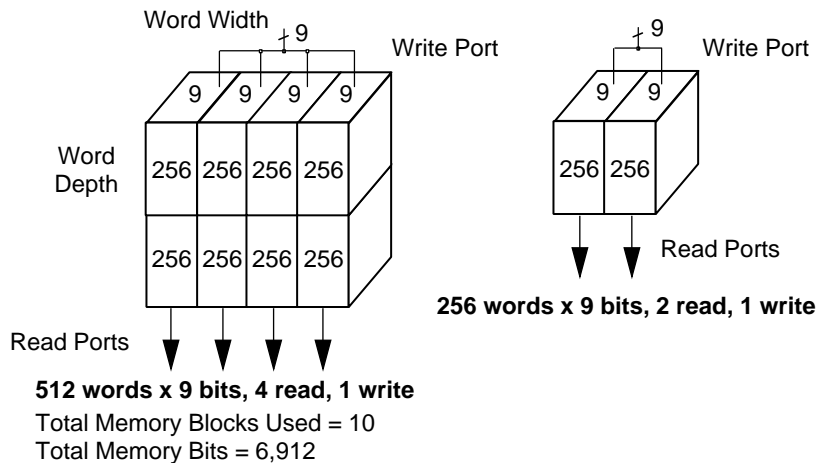 Word Width
9
Write Port
9 9 9 9
Word
Depth
256 256 256 256
256 256 256 256
Read Ports
512 words x 9 bits, 4 read, 1 write
Total Memory Blocks Used = 10
Total Memory Bits = 6,912
9
Write Port
9 9
256 256
Read Ports
256 words x 9 bits, 2 read, 1 write